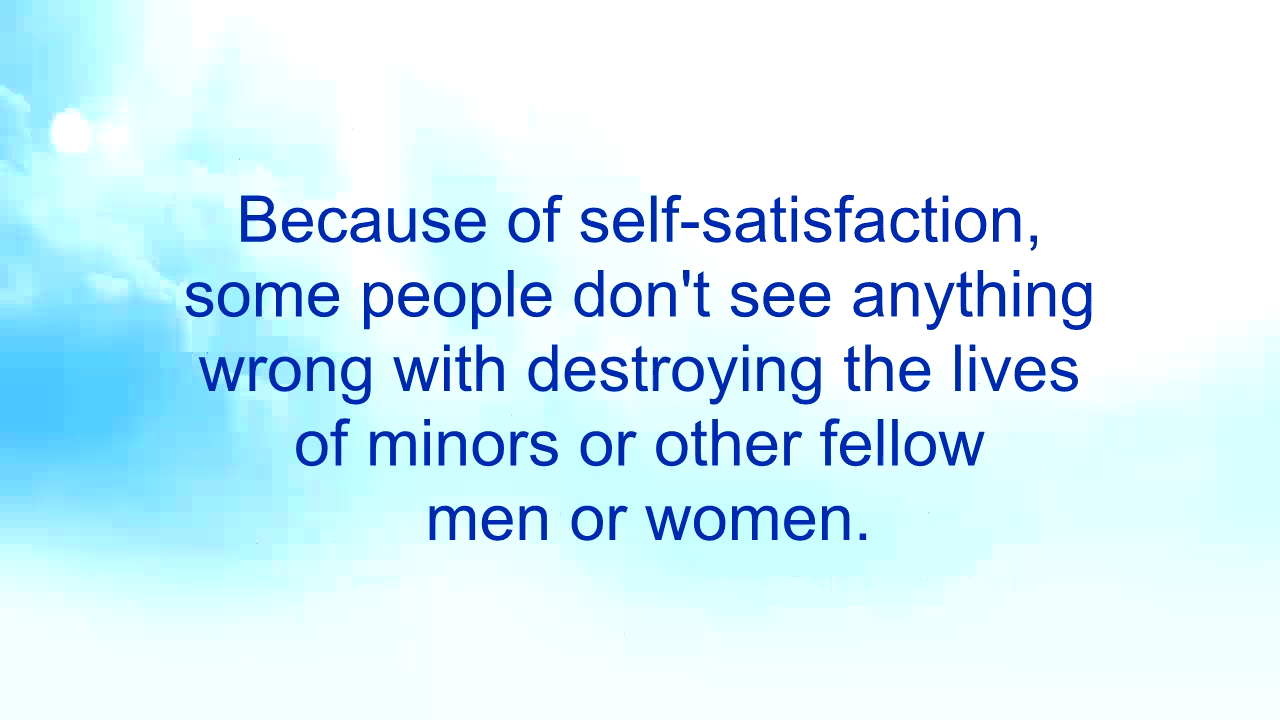 Because of self-satisfaction,
some people don't see anything
wrong with destroying the lives
of minors or other fellow
men or women.